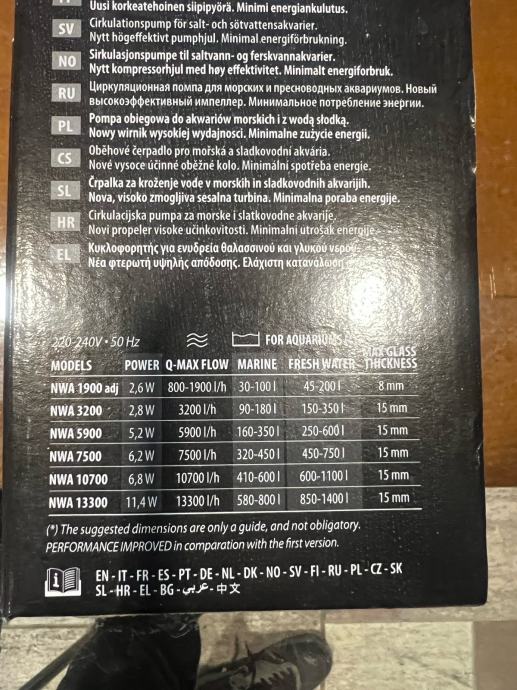 FI Uusi korkeatehoinen siipipyörä. Minimi energiankulutus.
SV Cirkulationspump för salt- och sötvattensakvarier.
Nytt högeffektivt pumphjul. Minimal energiförbrukning.
NO Sirkulasjonspumpe til saltvann- og ferskvannakvarier.
Nytt kompressorhjul med høy effektivitet. Minimalt energiforbruk.
RU Циркуляционная помпа для морских и пресноводных аквариумов. Новый
высокоэффективный импеллер. Минимальное потребление энергии.
PL Pompa obiegowa do akwariów morskich i z wodą słodką.
Nowy wirnik wysokiej wydajnosci. Minimalne zużycie energii.
CS Oběhové čerpadlo pro mořská a sladkovodní akvária.
Nové vysoce účinné oběžné kolo. Minimální spotřeba energie.
SL Črpalka za kroženje vode v morskih in sladkovodnih akvarijih.
Nova, visoko zmogljiva sesalna turbina. Minimalna poraba energije.
HR Cirkulacijska pumpa za morske i slatkovodne akvarije.
Novi propeler visoke učinkovitosti. Minimalni utrošak energije.
EL Κυκλοφορητής για ενυδρεία θαλασσινού και γλυκού νερού.
Νέα φτερωτή υψηλής απόδοσης. Ελάχιστη κατανάλωση
220-240V • 50 Hz FOR AQUARIUMS
MODELS POWER Q-MAX FLOW MARINE FRESH WATER MAX GLASS THICKNESS
NWA 1900 adj 2,6 W 800-1900 l/h 30-100 l 45-200 l 8 mm
NWA 3200 2,8 W 3200 l/h 90-180 l 150-350 l 15 mm
NWA 5900 5,2 W 5900 l/h 160-350 l 250-600 l 15 mm
NWA 7500 6,2 W 7500 l/h 320-450 l 450-750 l 15 mm
NWA 10700 6,8 W 10700 l/h 410-600 l 600-1100 l 15 mm
NWA 13300 11,4 W 13300 l/h 580-800 l 850-1400 l 15 mm
(*) The suggested dimensions are only a guide, and not obligatory.
PERFORMANCE IMPROVED in comparation with the first version.
EN - IT - FR - ES - PT - DE - NL - DK - NO - SV - FI - RU - PL - CZ - SK
SL - HR - EL - BG - عربي - 中文